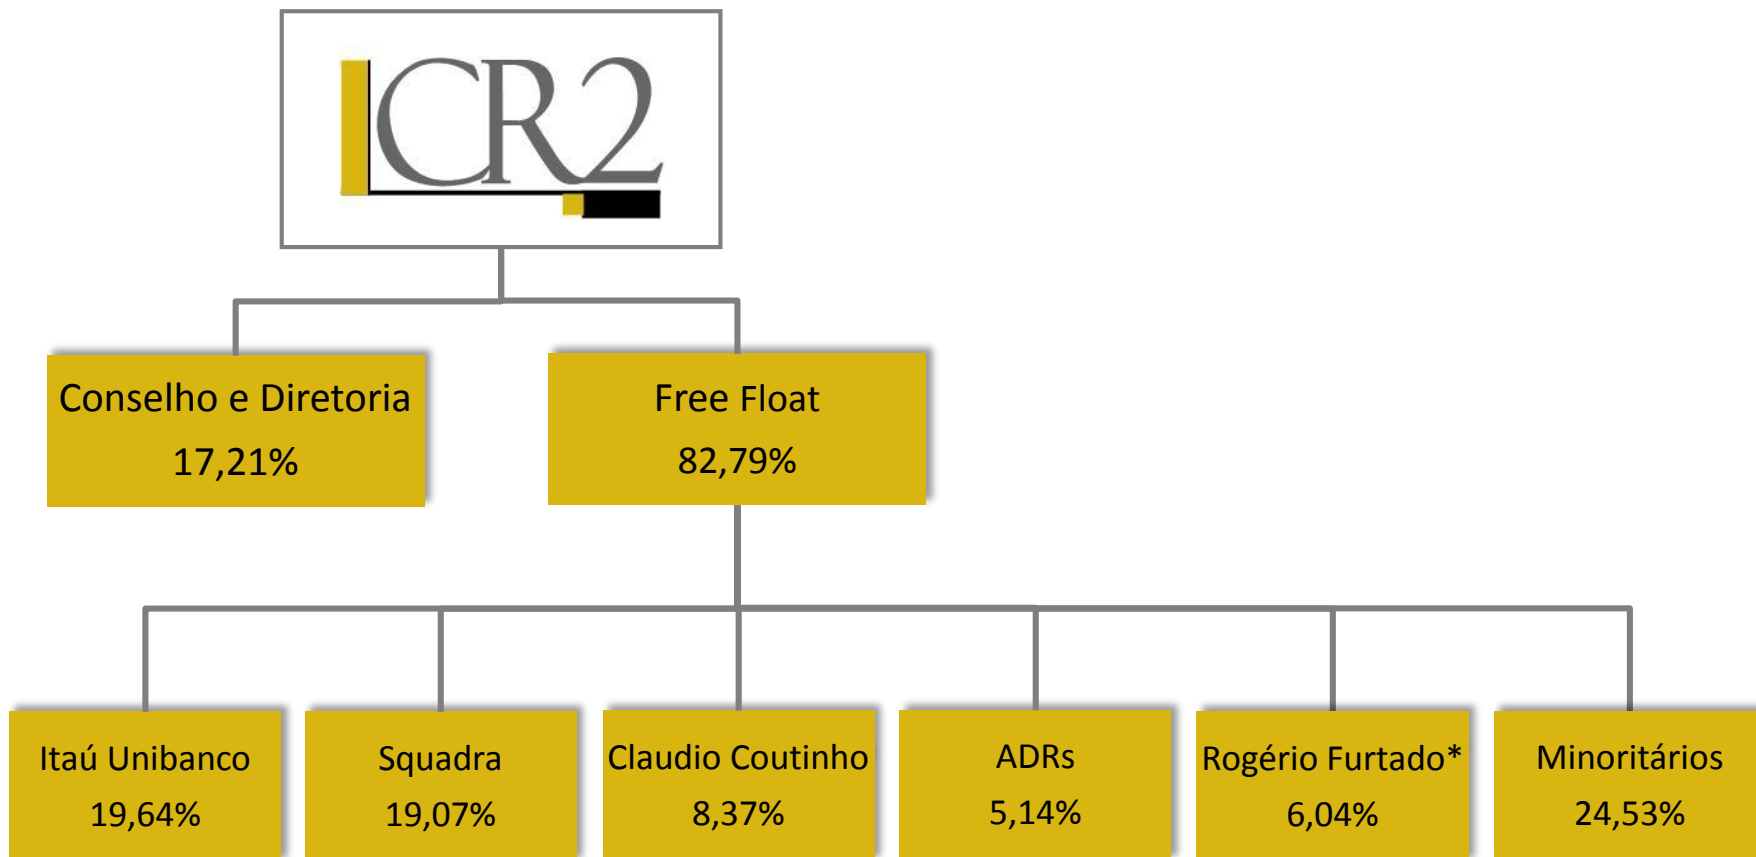 CR2
Conselho e Diretoria
17,21%
Free Float
82,79%
Itaú Unibanco
19,64%
Squadra
19,07%
Claudio Coutinho
8,37%
ADRs
5,14%
Rogério Furtado*
6,04%
Minoritários
24,53%